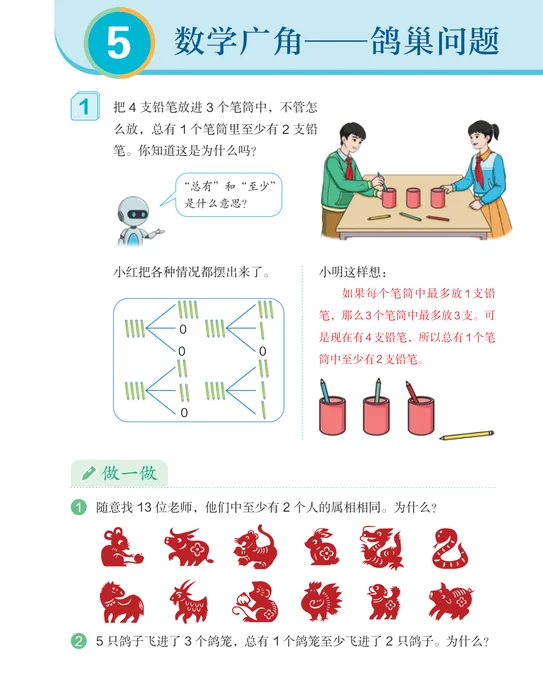 5 数学广角——鸽巢问题
1
把 4 支铅笔放进 3 个笔筒中，不管怎
么放，总有 1 个笔筒里至少有 2 支铅
笔。你知道这是为什么吗？
“总有”和“至少”
是什么意思？
小红把各种情况都摆出来了。
0
0
0
小明这样想：
如果每个笔筒中最多放1支铅
笔，那么3个笔筒中最多放3支。可
是现在有4支铅笔，所以总有1个笔
筒中至少有2支铅笔。
做一做
1 随意找 13 位老师，他们中至少有 2 个人的属相相同。为什么？
2 5 只鸽子飞进了 3 个鸽笼，总有 1 个鸽笼至少飞进了 2 只鸽子。为什么？